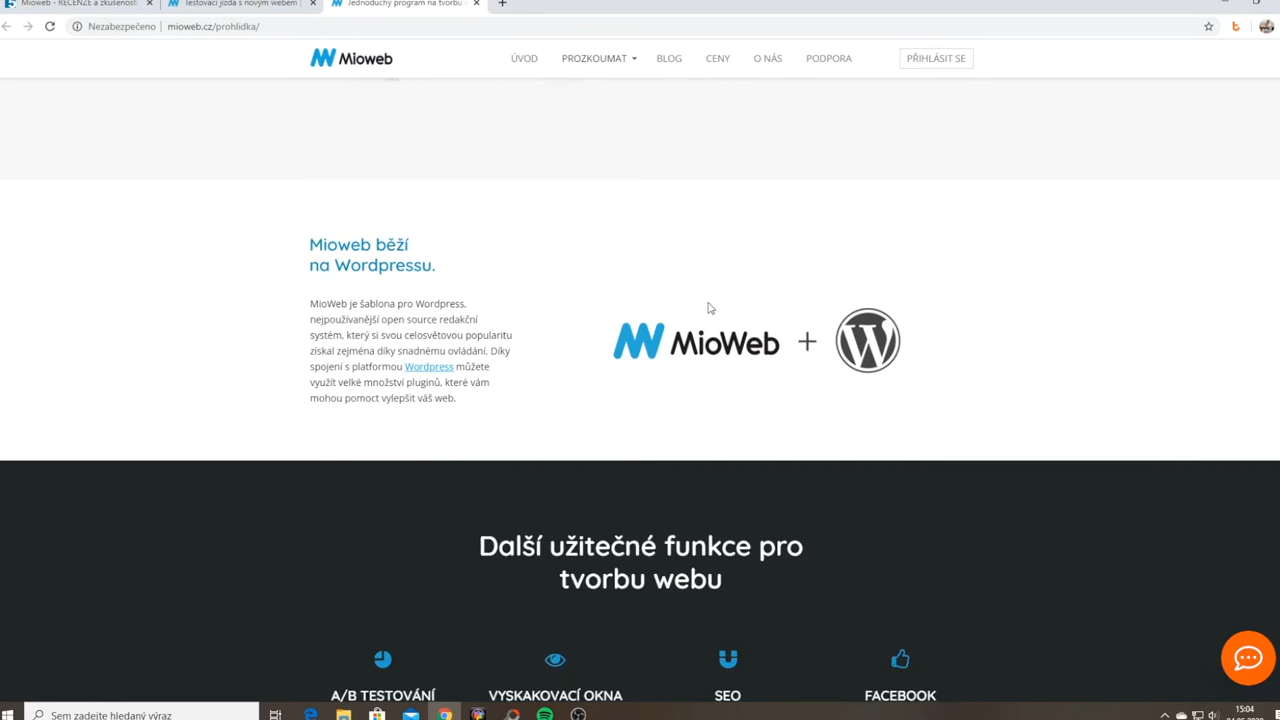 Mioweb - RECENZE a zkušenosti
Testovací jízda s novým webem |
Jednoduchý program na tvorbu
Nezabezpečeno | mioweb.cz/prohlidka/
Mioweb ÚVOD PROZKOUMAT BLOG CENY O NÁS PODPORA PŘIHLÁSIT SE
Mioweb běží
na Wordpressu.
MioWeb je šablona pro Wordpress,
nejpoužívanější open source redakční
systém, který si svou celosvětovou popularitu
získal zejména díky snadnému ovládání. Díky
spojení s platformou Wordpress můžete
využít velké množství pluginů, které vám
mohou pomoct vylepšit váš web.
MioWeb + W
Další užitečné funkce pro
tvorbu webu
A/B TESTOVÁNÍ VYSKAKOVACÍ OKNA SEO FACEBOOK
Sem zadejte hledaný výraz
15:04